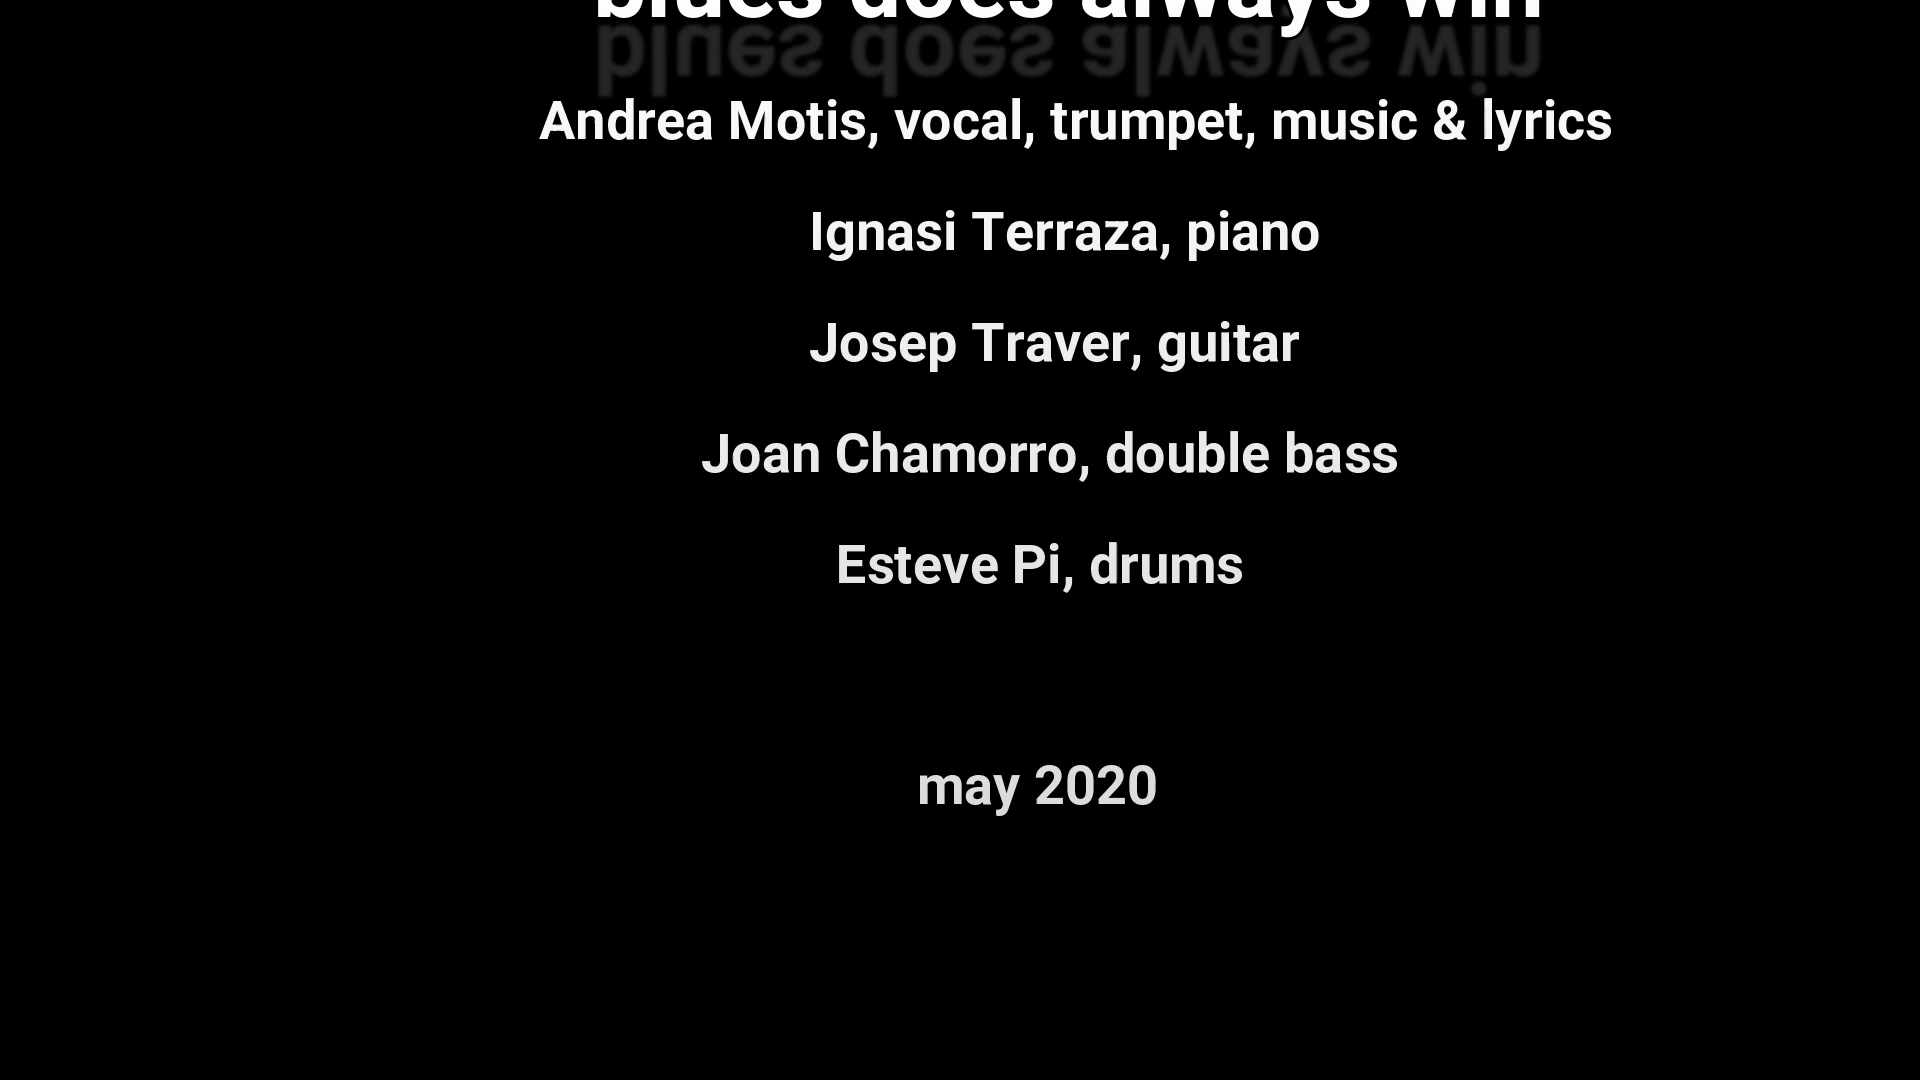 blues does always win
Andrea Motis, vocal, trumpet, music & lyrics
Ignasi Terraza, piano
Josep Traver, guitar
Joan Chamorro, double bass
Esteve Pi, drums
may 2020